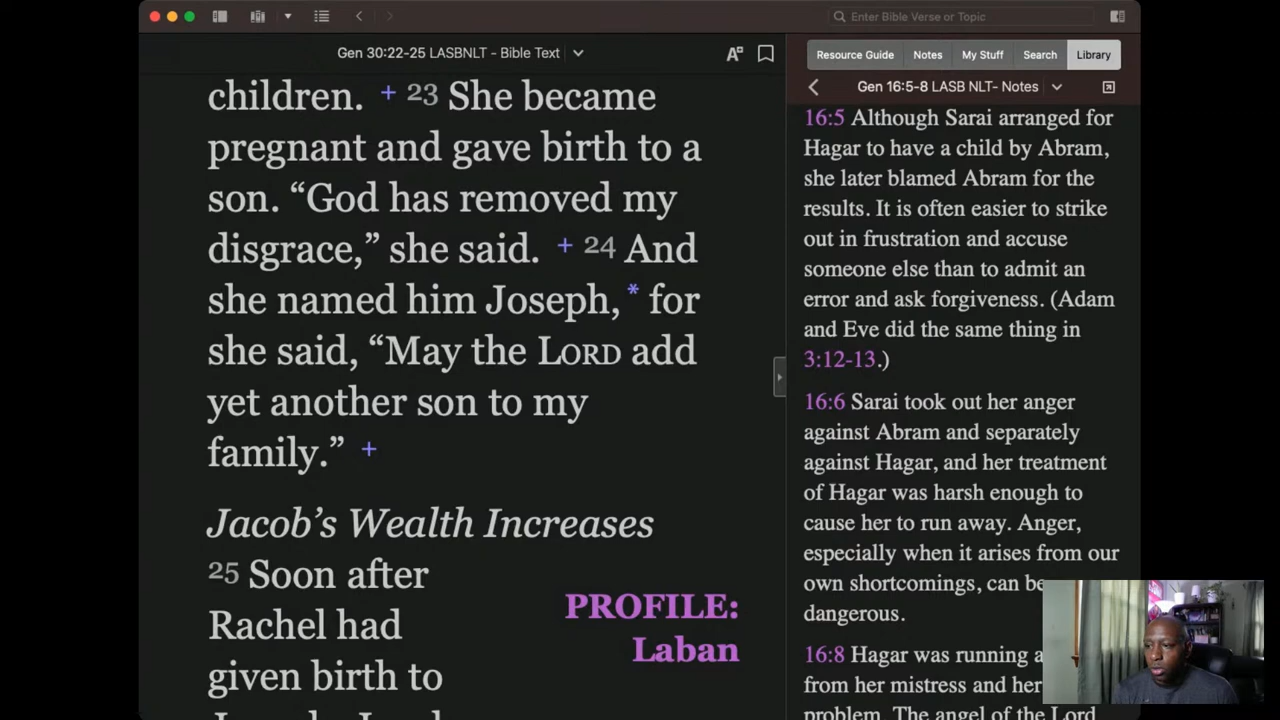 Enter Bible Verse or Topic
Gen 30:22-25 LASBNLT - Bible Text
children. + 23 She became
pregnant and gave birth to a
son. “God has removed my
disgrace,” she said. + 24 And
she named him Joseph,* for
she said, “May the LORD add
yet another son to my
family.” +
Jacob’s Wealth Increases
25 Soon after
Rachel had
given birth to
PROFILE:
Laban
Resource Guide
Notes
My Stuff
Search
Library
Gen 16:5-8 LASB NLT- Notes
16:5 Although Sarai arranged for
Hagar to have a child by Abram,
she later blamed Abram for the
results. It is often easier to strike
out in frustration and accuse
someone else than to admit an
error and ask forgiveness. (Adam
and Eve did the same thing in
3:12-13.)
16:6 Sarai took out her anger
against Abram and separately
against Hagar, and her treatment
of Hagar was harsh enough to
cause her to run away. Anger,
especially when it arises from our
own shortcomings, can be
dangerous.
16:8 Hagar was running
from her mistress and her
problem. The angel of the Lord